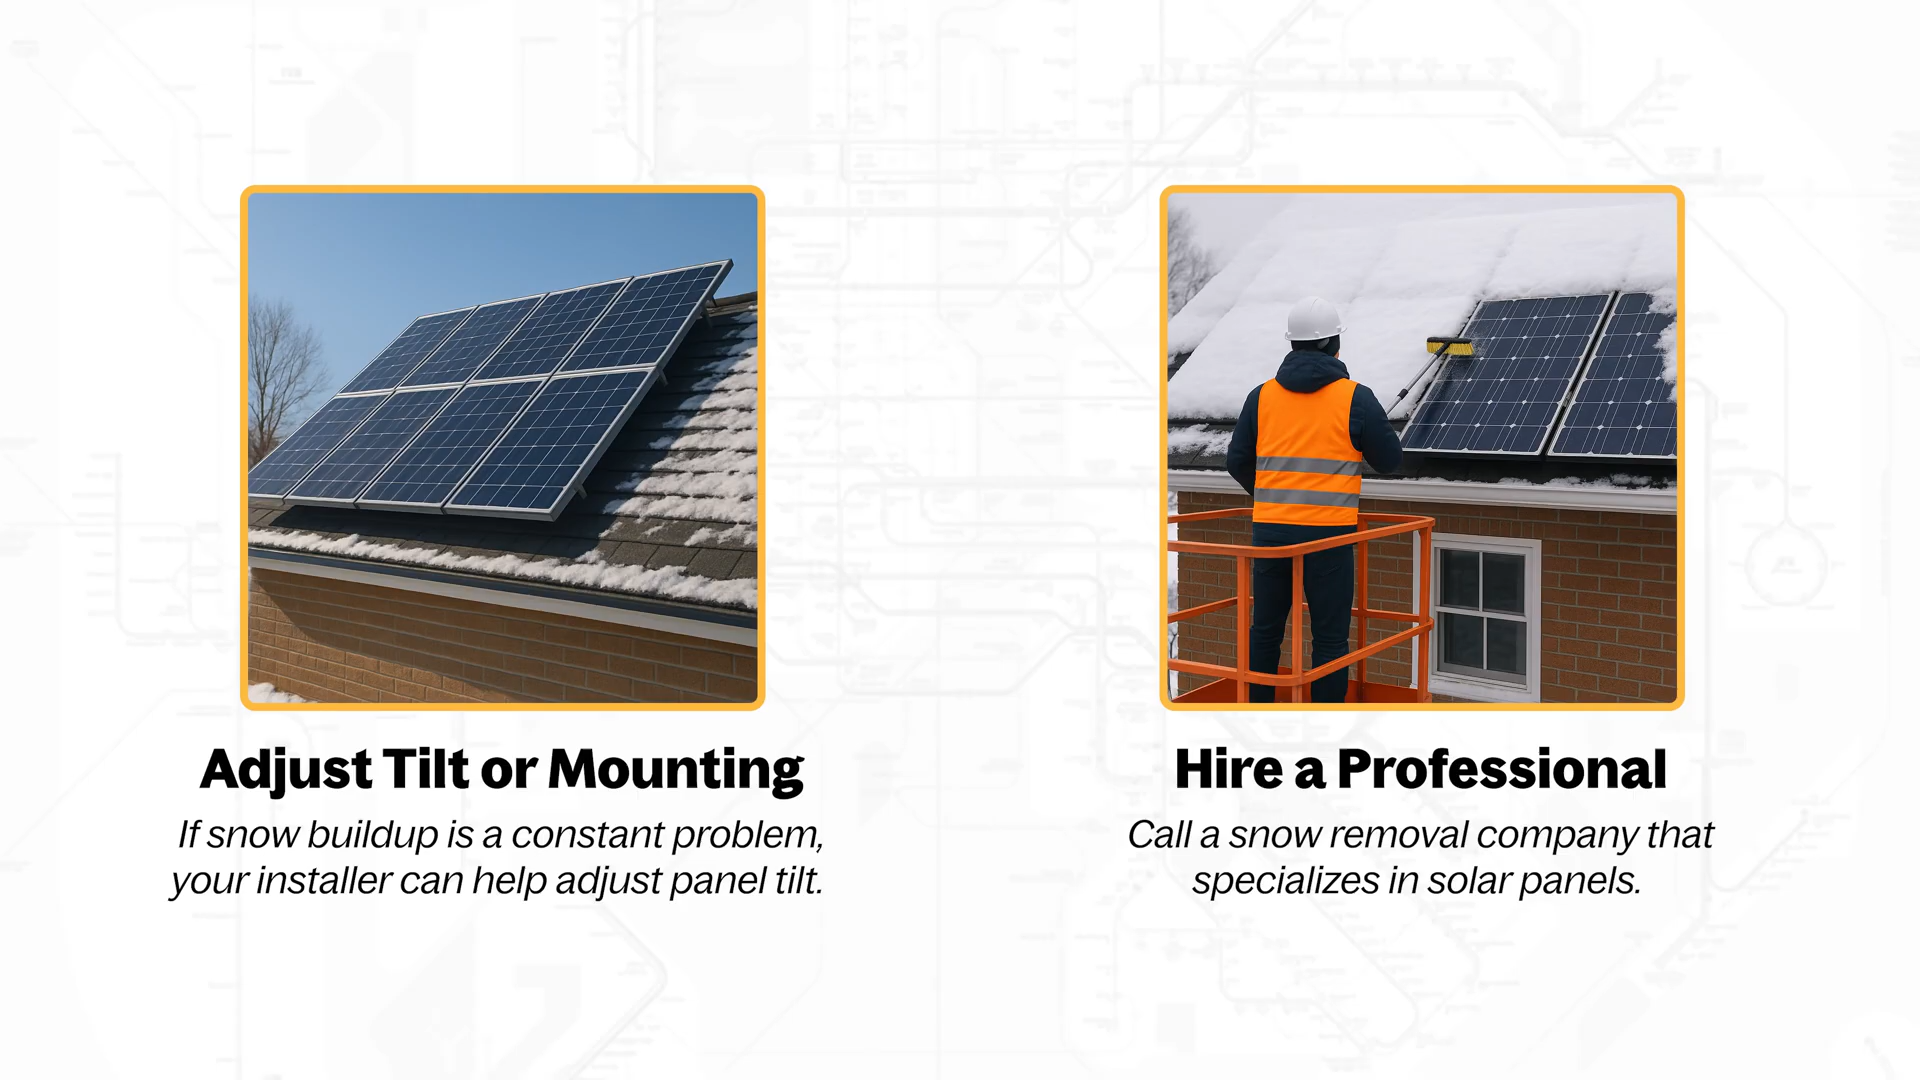 Adjust Tilt or Mounting
If snow buildup is a constant problem,
your installer can help adjust panel tilt.
Hire a Professional
Call a snow removal company that
specializes in solar panels.